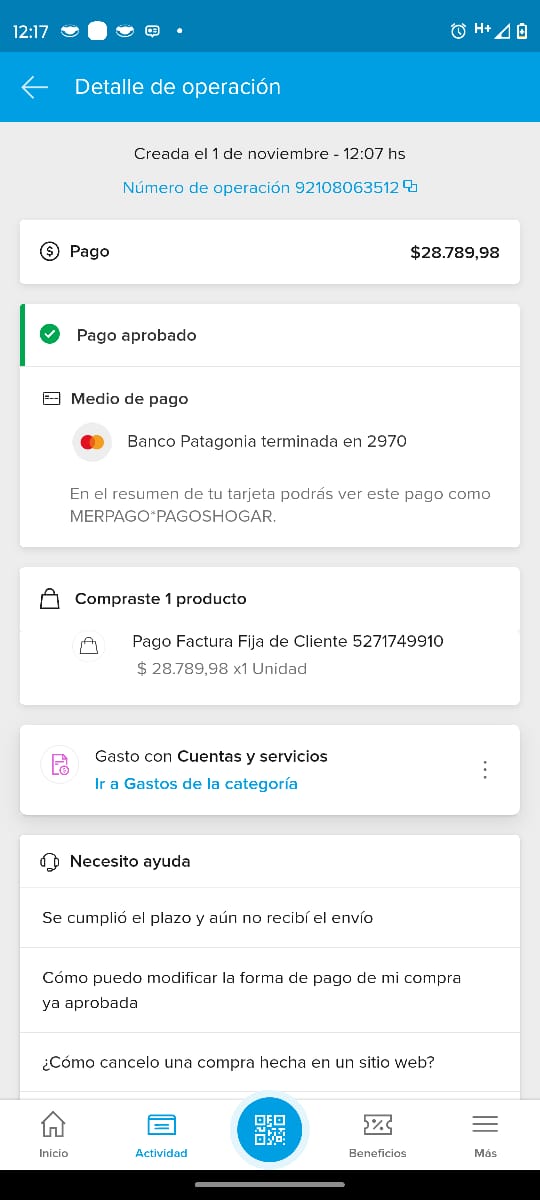 12:17
H+
Detalle de operación
Creada el 1 de noviembre - 12:07 hs
Número de operación 92108063512
Pago
$28.789,98
Pago aprobado
Medio de pago
Banco Patagonia terminada en 2970
En el resumen de tu tarjeta podrás ver este pago como
MERPAGO*PAGOSHOGAR.
Compraste 1 producto
Pago Factura Fija de Cliente 5271749910
$ 28.789,98 x1 Unidad
Gasto con Cuentas y servicios
Ir a Gastos de la categoría
Necesito ayuda
Se cumplió el plazo y aún no recibí el envío
Cómo puedo modificar la forma de pago de mi compra
ya aprobada
¿Cómo cancelo una compra hecha en un sitio web?
Inicio
Actividad
Beneficios
Más